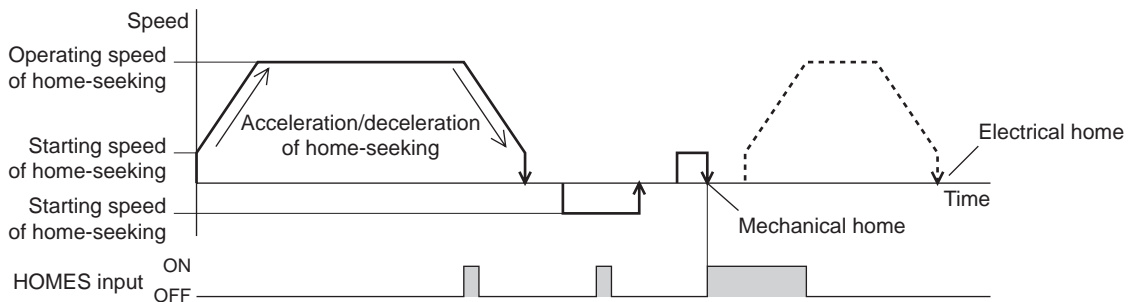 Speed
Operating speed
of home-seeking
Acceleration/deceleration
of home-seeking
Starting speed
of home-seeking
Electrical home
Starting speed
of home-seeking
Time
Mechanical home
HOMES input
ON
OFF